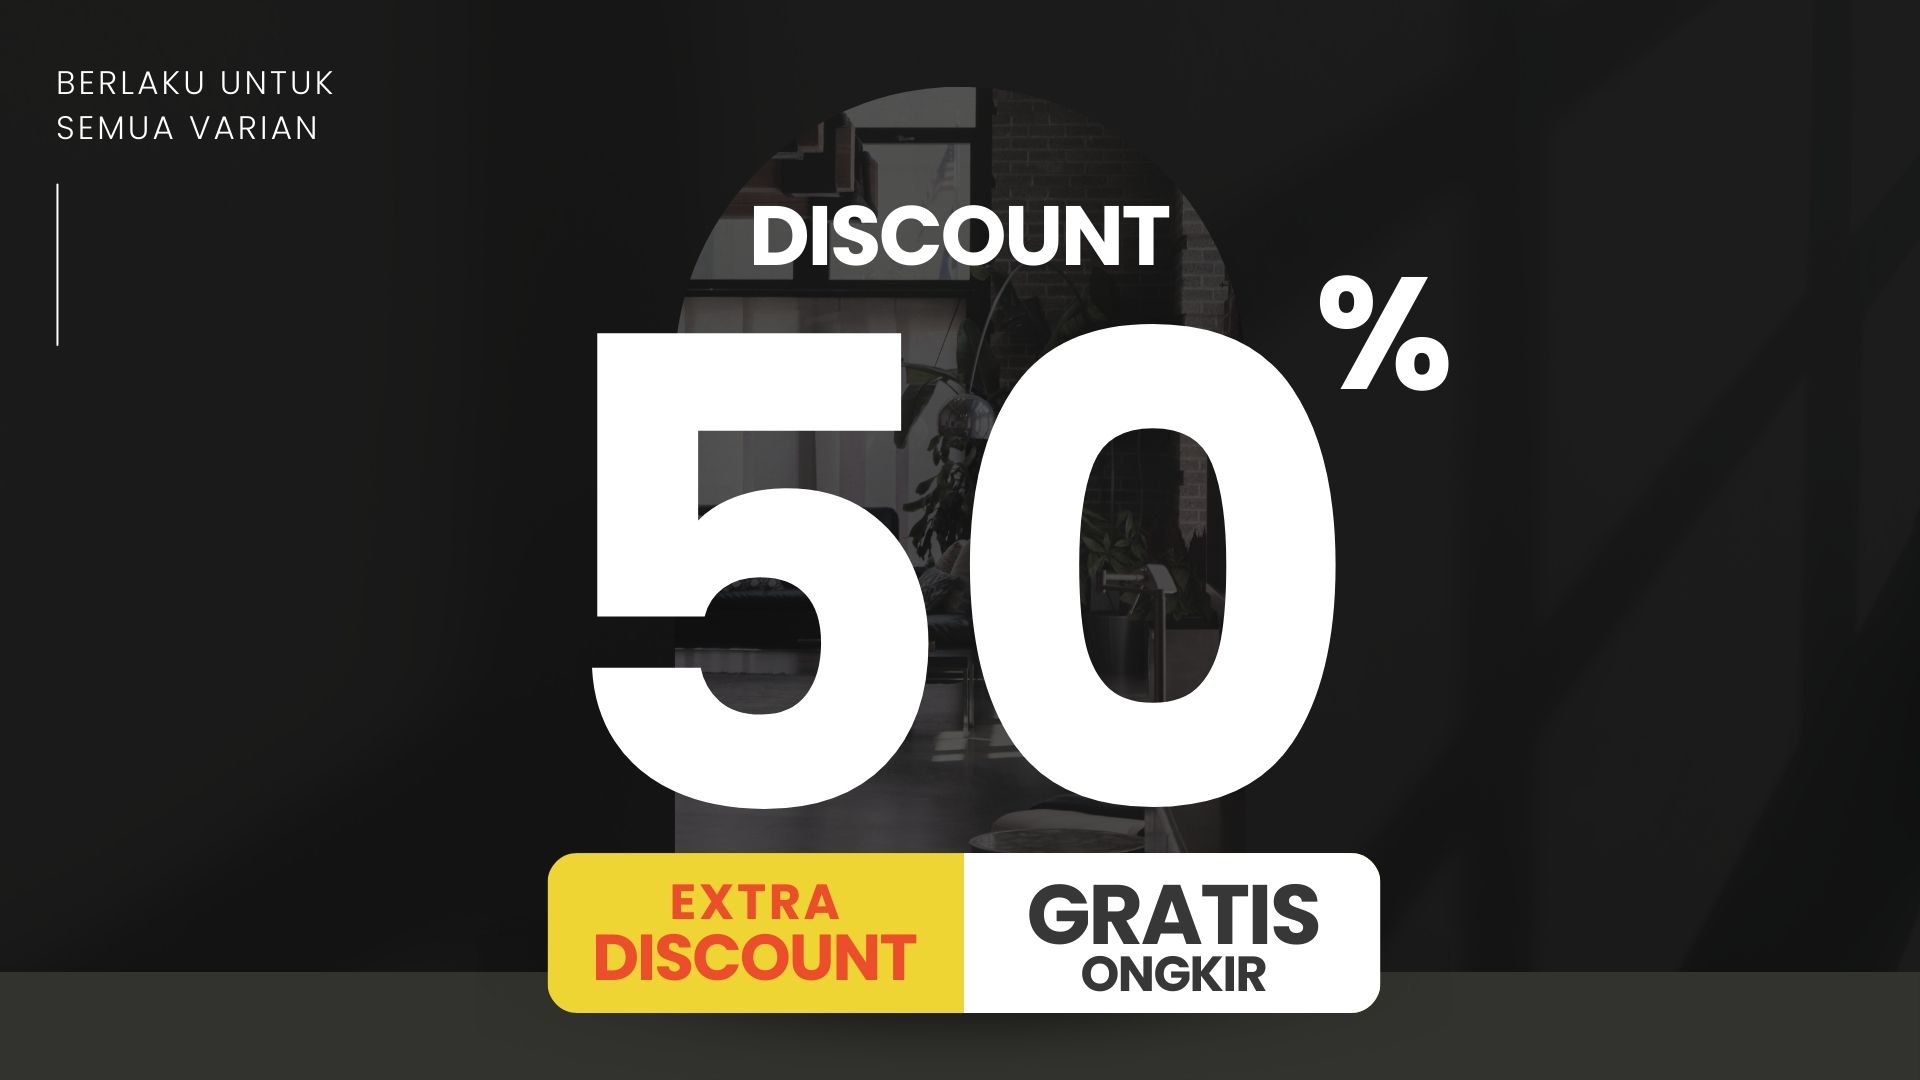 BERLAKU UNTUK
SEMUA VARIAN
DISCOUNT
50%
EXTRA
DISCOUNT
GRATIS
ONGKIR